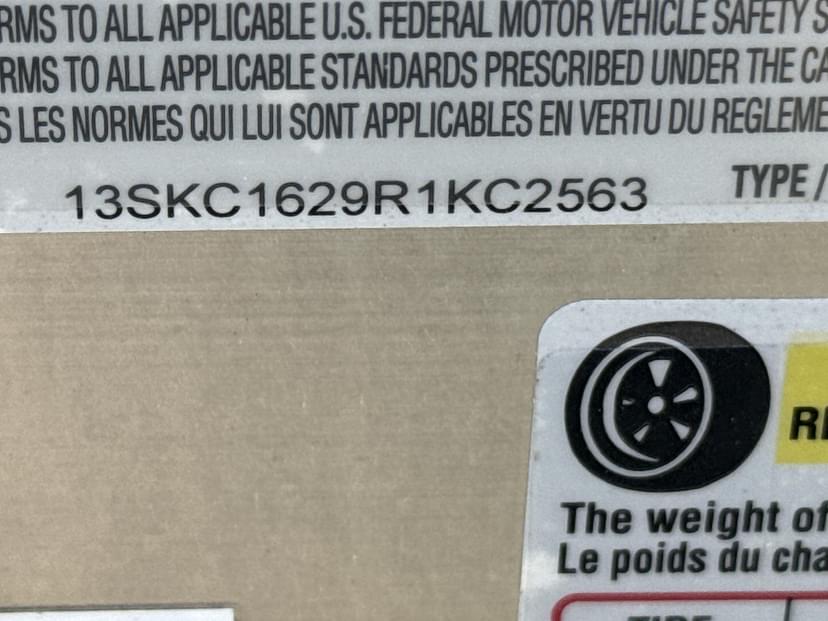 RMS TO ALL APPLICABLE U.S. FEDERAL MOTOR VEHICLE SAFETY S
RMS TO ALL APPLICABLE STANDARDS PRESCRIBED UNDER THE CA
S LES NORMES QUI LUI SONT APPLICABLES EN VERTU DU REGLEME
13SKC1629R1KC2563
TYPE /
The weight of
Le poids du cha
TIRE